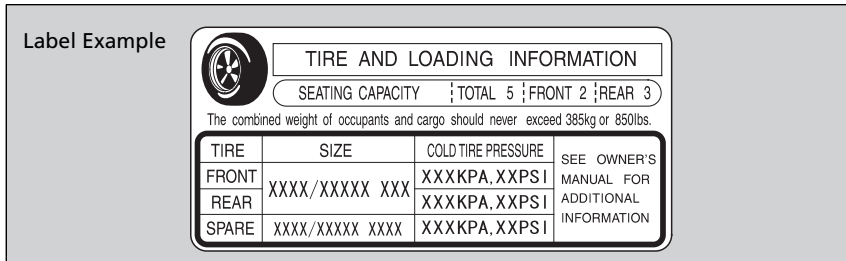 Label Example
TIRE AND LOADING INFORMATION
SEATING CAPACITY TOTAL 5 FRONT 2 REAR 3
The combined weight of occupants and cargo should never exceed 385kg or 850lbs.
TIRE SIZE COLD TIRE PRESSURE SEE OWNER'S MANUAL FOR ADDITIONAL INFORMATION
FRONT XXXX/XXXXX XXX XXXKPA,XXPSI
REAR XXXKPA,XXPSI
SPARE XXXX/XXXXX XXXX XXXKPA,XXPSI